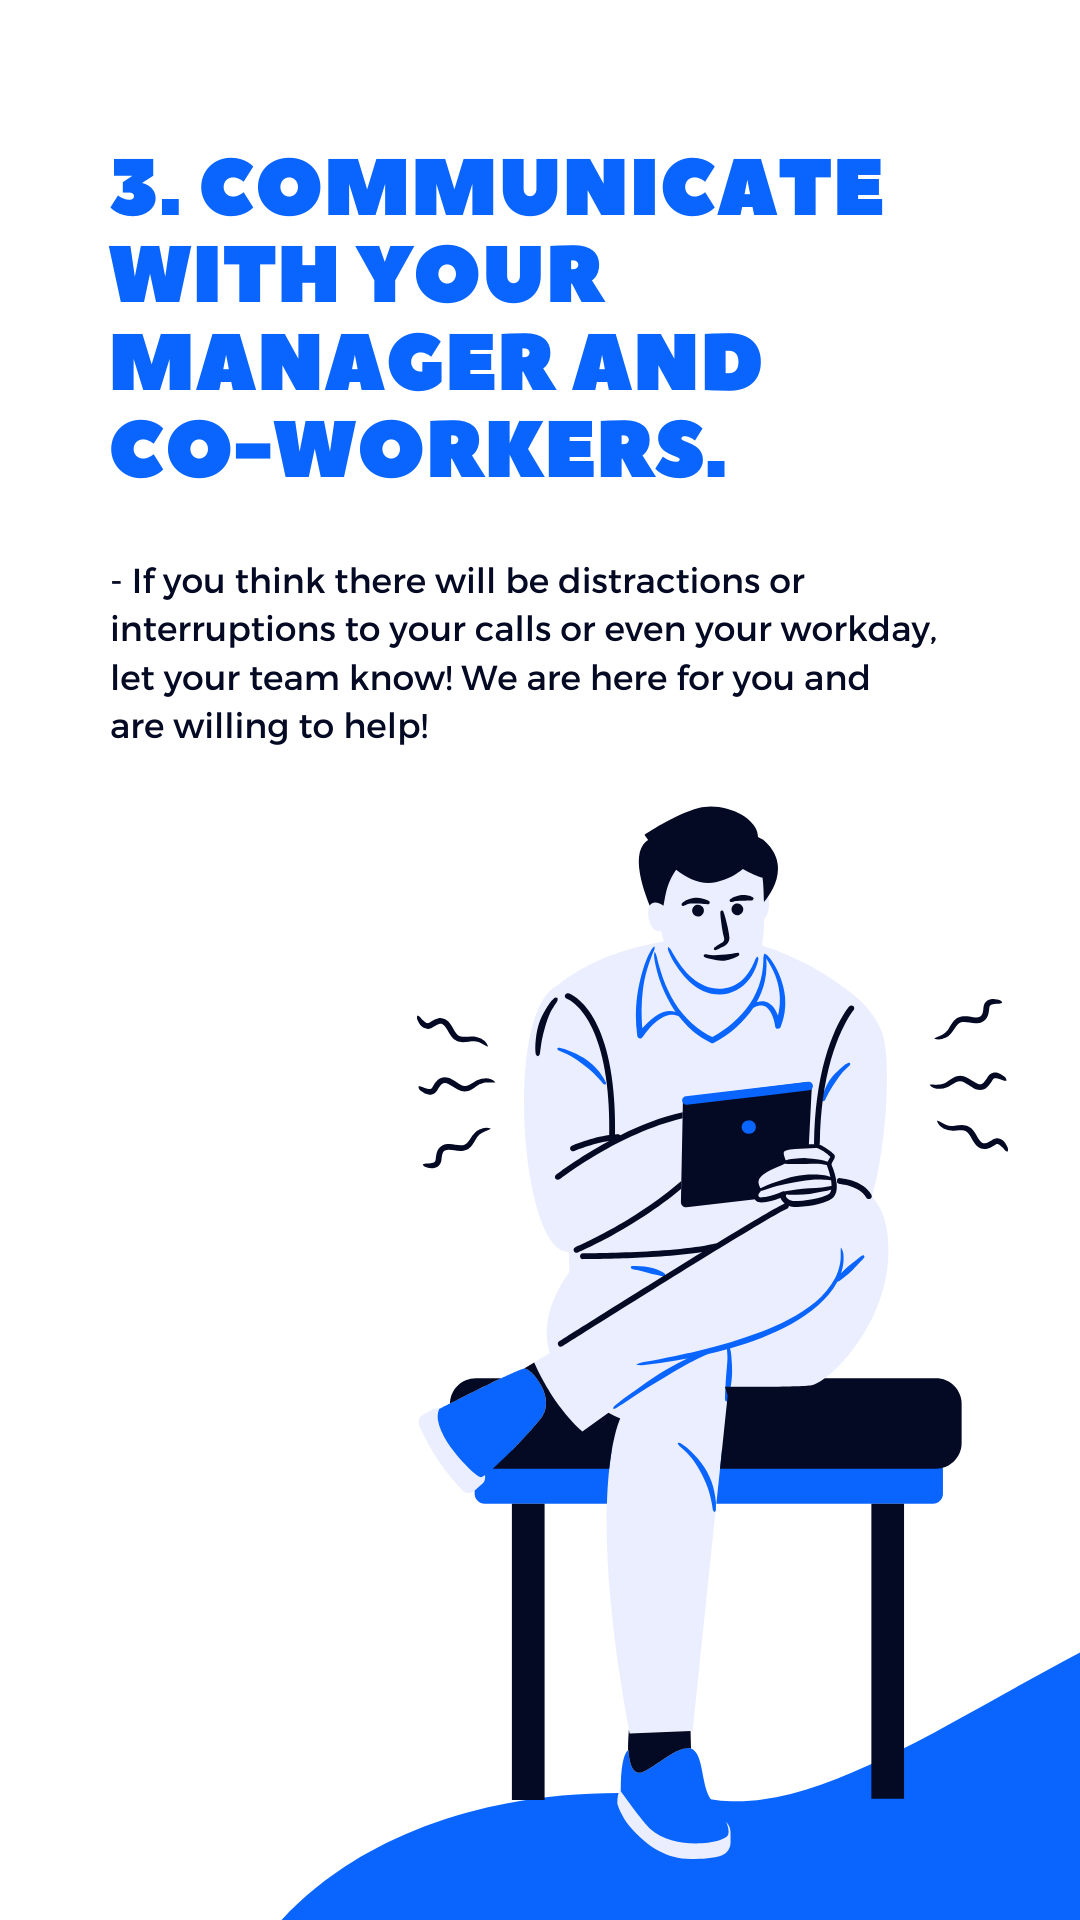 3. COMMUNICATE
WITH YOUR
MANAGER AND
CO-WORKERS.
- If you think there will be distractions or
interruptions to your calls or even your workday,
let your team know! We are here for you and
are willing to help!